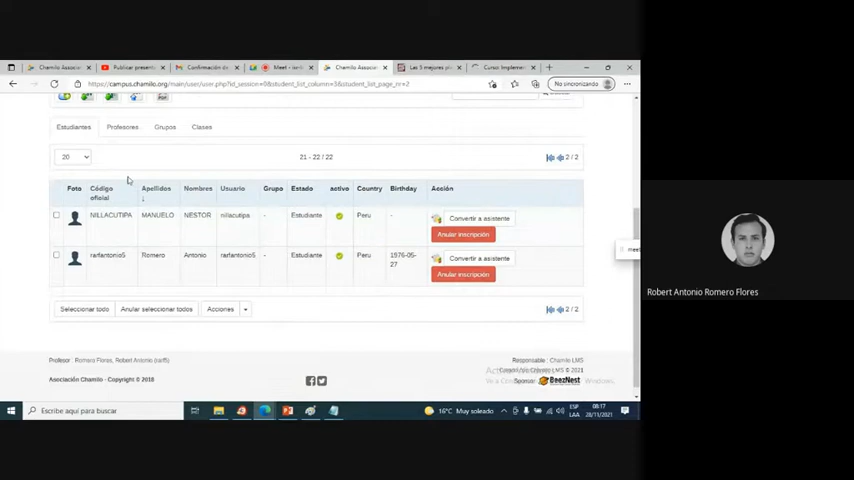 Chamilo Associa
Publicar present
Confirmación de
Meet - 
Chamilo Associa
Las 5 mejores pl
Curso: Implemen
https://campus.chamilo.org/main/user/user.php?id_session=0&student_list_column=3&student_list_page_nr=2
No sincronizando
Estudiantes Profesores Grupos Clases
20 21 - 22 / 22 2 / 2
Foto Código oficial Apellidos ↓ Nombres Usuario Grupo Estado activo Country Birthday Acción
NILLACUTIPA MANUELO NESTOR nillacutipa - Estudiante Peru - Convertir a asistente
Anular inscripción
rarfantonio5 Romero Antonio rarfantonio5 - Estudiante Peru 1976-05-27 Convertir a asistente
Anular inscripción
Seleccionar todo Anular seleccionar todos Acciones 2 / 2
Robert Antonio Romero Flores
Profesor : Romero Flores, Robert Antonio (rarf5)
Responsable : Chamilo LMS
LMS © 2021
Asociación Chamilo - Copyright © 2018
Sponsor BeezNest
Windows.
Escribe aquí para buscar
16°C Muy soleado
ESP
LAA
08:17
28/11/2021